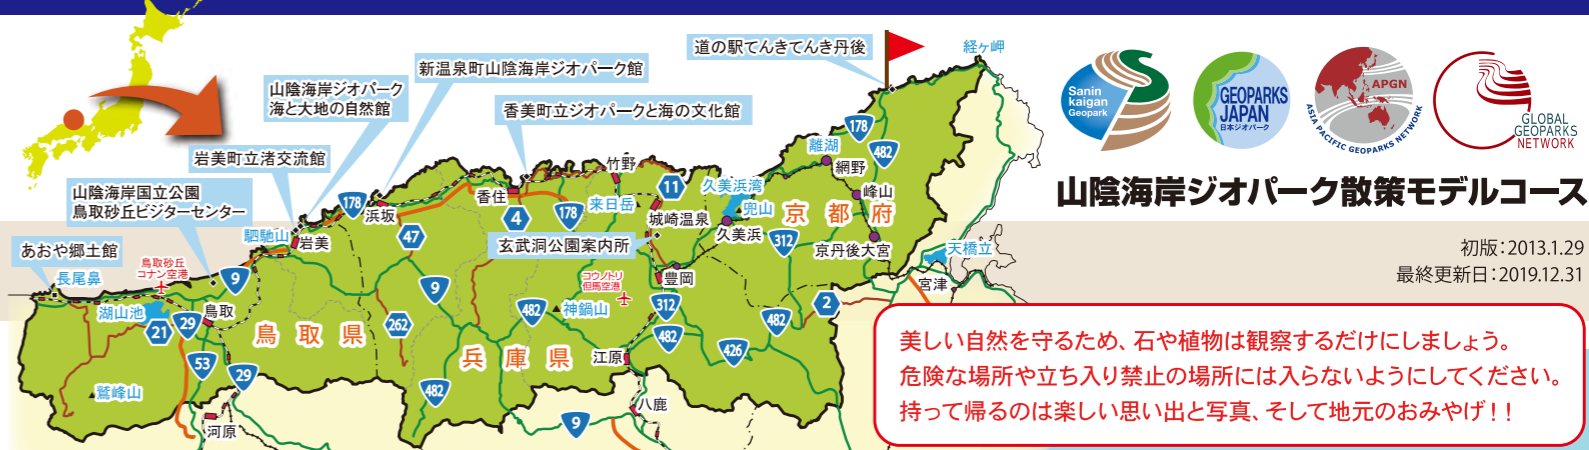 道の駅てんきてんき丹後
経ヶ岬
新温泉町山陰海岸ジオパーク館
山陰海岸ジオパーク
海と大地の自然館
香美町立ジオパークと海の文化館
岩美町立渚交流館
山陰海岸国立公園
鳥取砂丘ビジターセンター
あおや郷土館
玄武洞公園案内所
Sanin
kaigan
Geopark
GEOPARKS
JAPAN
日本ジオパーク
APGN
ASIA PACIFIC GEOPARKS NETWORK
GLOBAL
GEOPARKS
NETWORK
山陰海岸ジオパーク散策モデルコース
初版：2013.1.29
最終更新日：2019.12.31
美しい自然を守るため、石や植物は観察するだけにしましょう。
危険な場所や立ち入り禁止の場所には入らないようにしてください。
持って帰るのは楽しい思い出と写真、そして地元のおみやげ！！
178
482
離湖
網野
峰山
京都府
京丹後大宮
312
久美浜湾
兜山
久美浜
竹野
11
来日岳
城崎温泉
香住
4
178
178
浜坂
47
駟馳山
岩美
9
鳥取砂丘
コナン空港
長尾鼻
湖山池
鳥取
21
29
53
29
鷲峰山
河原
鳥取県
262
9
兵庫県
482
482
神鍋山
コウノトリ
但馬空港
豊岡
312
482
江原
426
482
2
八鹿
9
天橋立
宮津